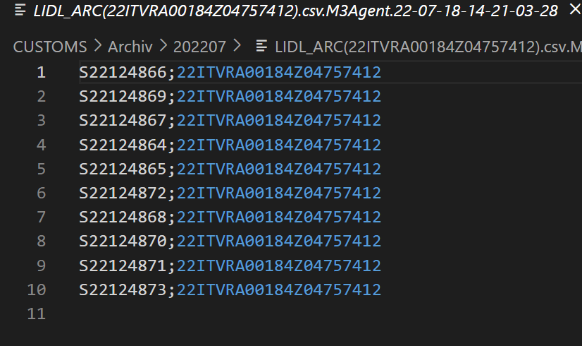 LIDL_ARC(22ITVRA00184Z04757412).csv.M3Agent.22-07-18-14-21-03-28 ×
CUSTOMS > Archiv > 202207 > LIDL_ARC(22ITVRA00184Z04757412).csv.M
1 S22124866;22ITVRA00184Z04757412
2 S22124869;22ITVRA00184Z04757412
3 S22124867;22ITVRA00184Z04757412
4 S22124864;22ITVRA00184Z04757412
5 S22124865;22ITVRA00184Z04757412
6 S22124872;22ITVRA00184Z04757412
7 S22124868;22ITVRA00184Z04757412
8 S22124870;22ITVRA00184Z04757412
9 S22124871;22ITVRA00184Z04757412
10 S22124873;22ITVRA00184Z04757412
11